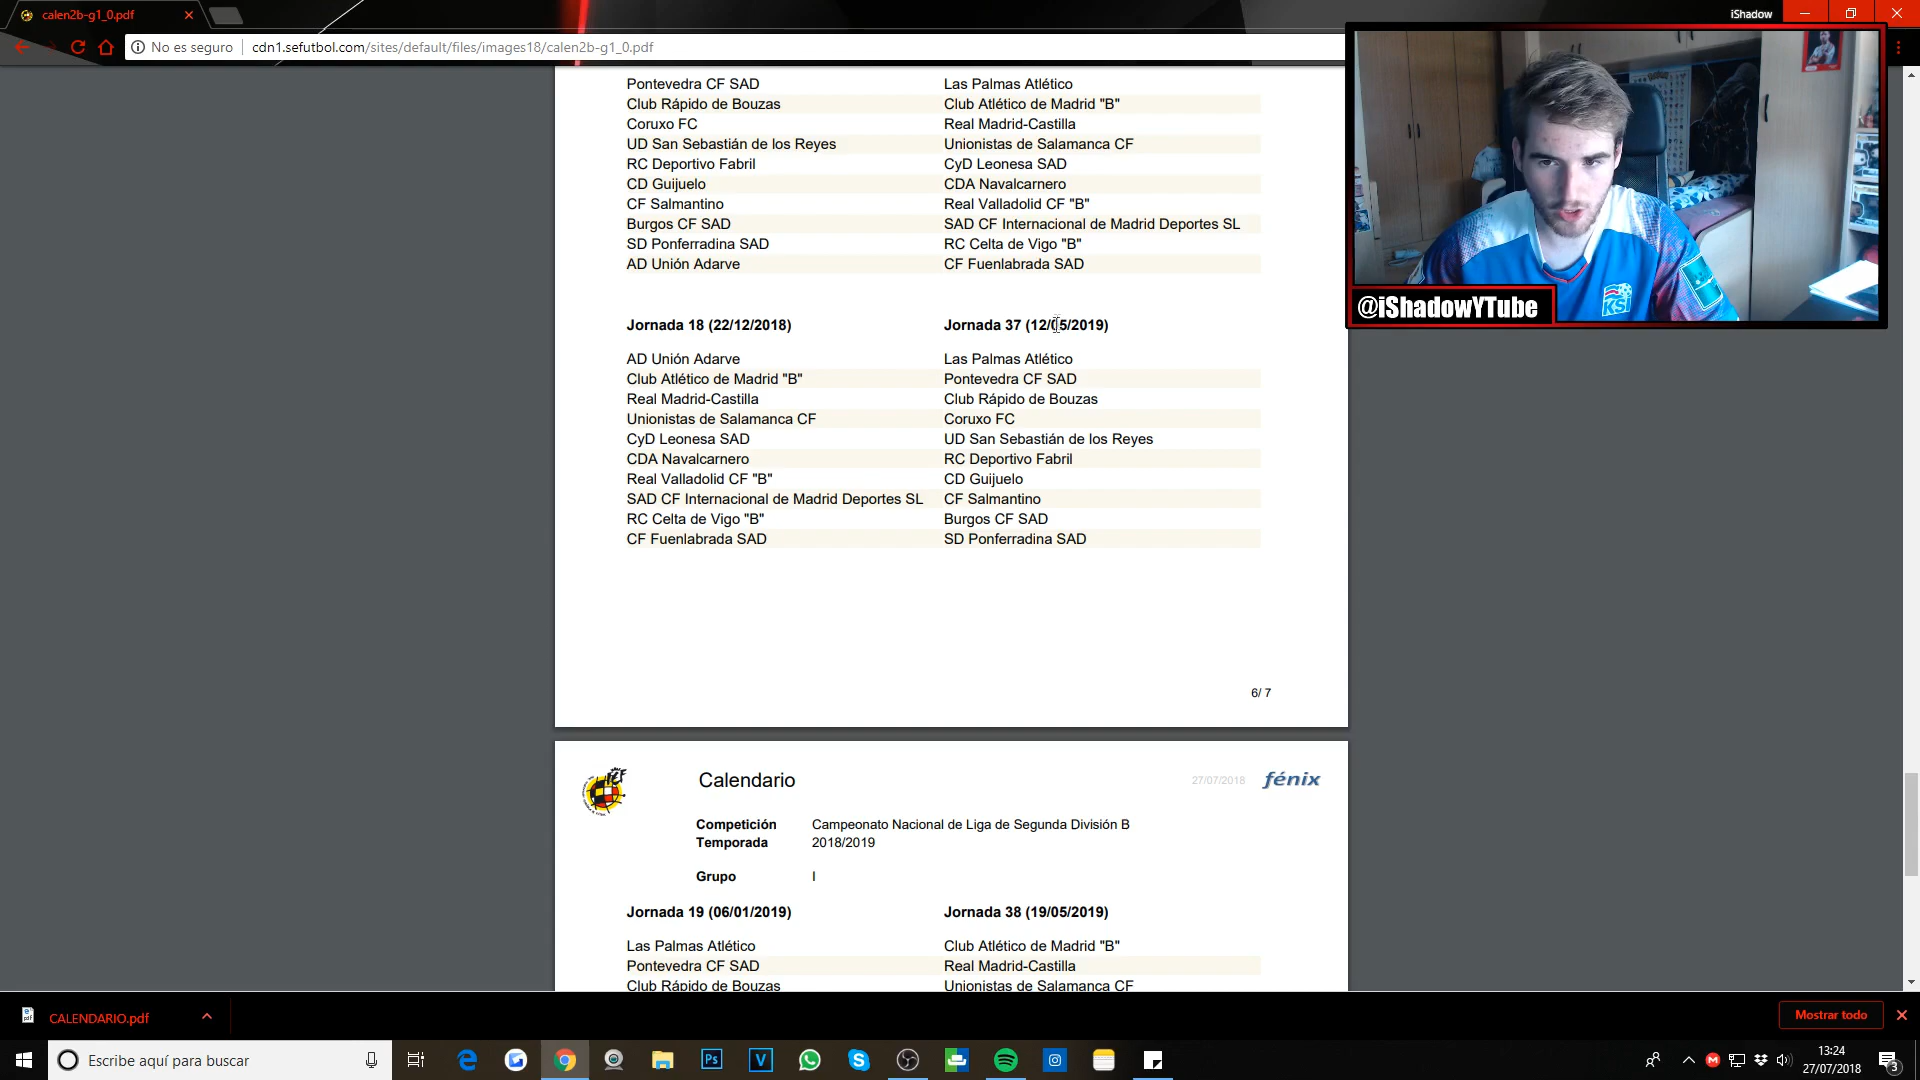 calen2b-g1_0.pdf
iShadow
No es seguro
cdn1.sefutbol.com/sites/default/files/images18/calen2b-g1_0.pdf
Pontevedra CF SAD Las Palmas Atlético
Club Rápido de Bouzas Club Atlético de Madrid "B"
Coruxo FC Real Madrid-Castilla
UD San Sebastián de los Reyes Unionistas de Salamanca CF
RC Deportivo Fabril CyD Leonesa SAD
CD Guijuelo CDA Navalcarnero
CF Salmantino Real Valladolid CF "B"
Burgos CF SAD SAD CF Internacional de Madrid Deportes SL
SD Ponferradina SAD RC Celta de Vigo "B"
AD Unión Adarve CF Fuenlabrada SAD
@iShadowYTube
Jornada 18 (22/12/2018) Jornada 37 (12/05/2019)
AD Unión Adarve Las Palmas Atlético
Club Atlético de Madrid "B" Pontevedra CF SAD
Real Madrid-Castilla Club Rápido de Bouzas
Unionistas de Salamanca CF Coruxo FC
CyD Leonesa SAD UD San Sebastián de los Reyes
CDA Navalcarnero RC Deportivo Fabril
Real Valladolid CF "B" CD Guijuelo
SAD CF Internacional de Madrid Deportes SL CF Salmantino
RC Celta de Vigo "B" Burgos CF SAD
CF Fuenlabrada SAD SD Ponferradina SAD
6/ 7
Calendario
27/07/2018
fénix
Competición Campeonato Nacional de Liga de Segunda División B
Temporada 2018/2019
Grupo I
Jornada 19 (06/01/2019) Jornada 38 (19/05/2019)
Las Palmas Atlético Club Atlético de Madrid "B"
Pontevedra CF SAD Real Madrid-Castilla
Club Rápido de Bouzas Unionistas de Salamanca CF
CALENDARIO.pdf
Mostrar todo
Escribe aquí para buscar
13:24
27/07/2018
3